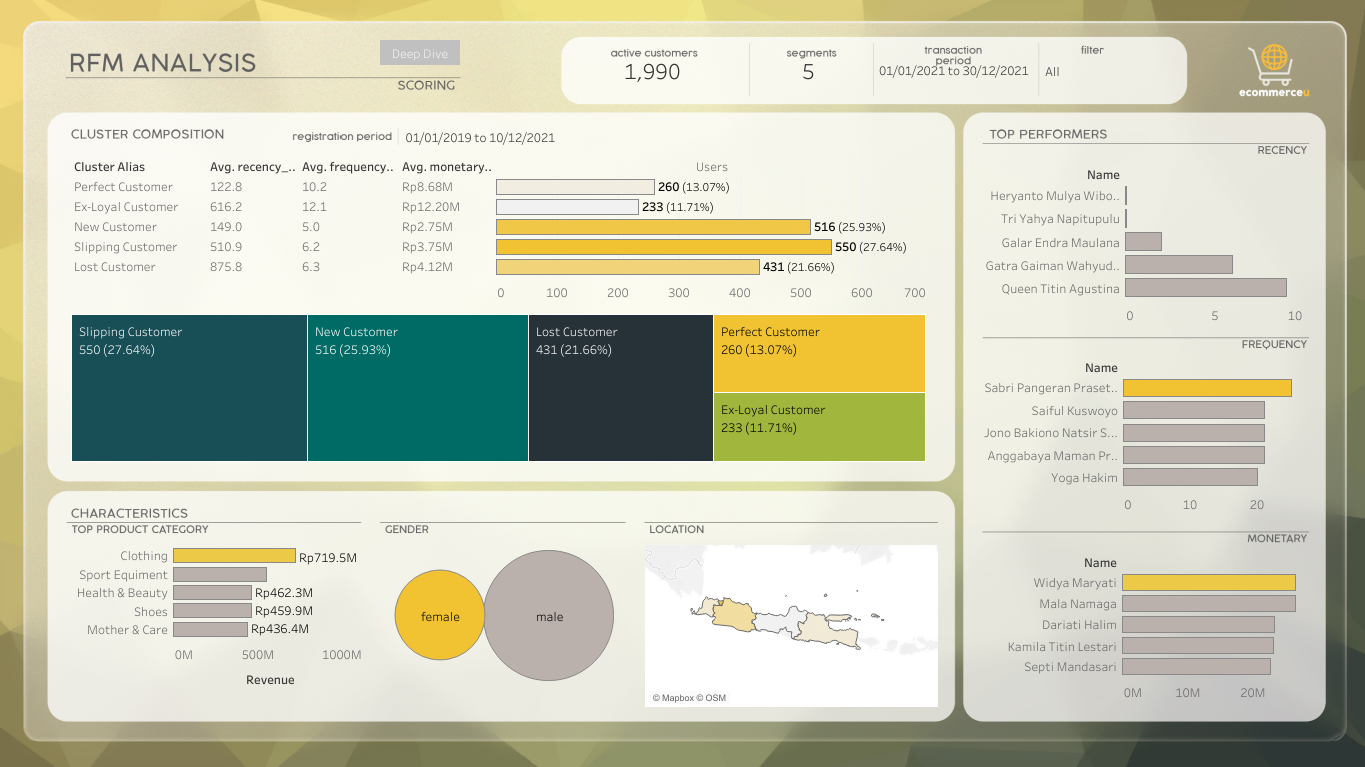 RFM ANALYSIS
Deep Dive
SCORING
active customers
1,990
segments
5
transaction
period
01/01/2021 to 30/12/2021
filter
All
ecommerceu
CLUSTER COMPOSITION
registration period
01/01/2019 to 10/12/2021
Cluster Alias Avg. recency_.. Avg. frequency.. Avg. monetary.. Users
Perfect Customer 122.8 10.2 Rp8.68M 260 (13.07%)
Ex-Loyal Customer 616.2 12.1 Rp12.20M 233 (11.71%)
New Customer 149.0 5.0 Rp2.75M 516 (25.93%)
Slipping Customer 510.9 6.2 Rp3.75M 550 (27.64%)
Lost Customer 875.8 6.3 Rp4.12M 431 (21.66%)
0 100 200 300 400 500 600 700
Slipping Customer
550 (27.64%)
New Customer
516 (25.93%)
Lost Customer
431 (21.66%)
Perfect Customer
260 (13.07%)
Ex-Loyal Customer
233 (11.71%)
CHARACTERISTICS
TOP PRODUCT CATEGORY
Clothing Rp719.5M
Sport Equiment
Health & Beauty Rp462.3M
Shoes Rp459.9M
Mother & Care Rp436.4M
0M 500M 1000M
Revenue
GENDER
female
male
LOCATION
© Mapbox © OSM
TOP PERFORMERS
RECENCY
Name
Heryanto Mulya Wibo..
Tri Yahya Napitupulu
Galar Endra Maulana
Gatra Gaiman Wahyud..
Queen Titin Agustina
0 5 10
FREQUENCY
Name
Sabri Pangeran Praset..
Saiful Kuswoyo
Jono Bakiono Natsir S...
Anggabaya Maman Pr..
Yoga Hakim
0 10 20
MONETARY
Name
Widya Maryati
Mala Namaga
Dariati Halim
Kamila Titin Lestari
Septi Mandasari
0M 10M 20M